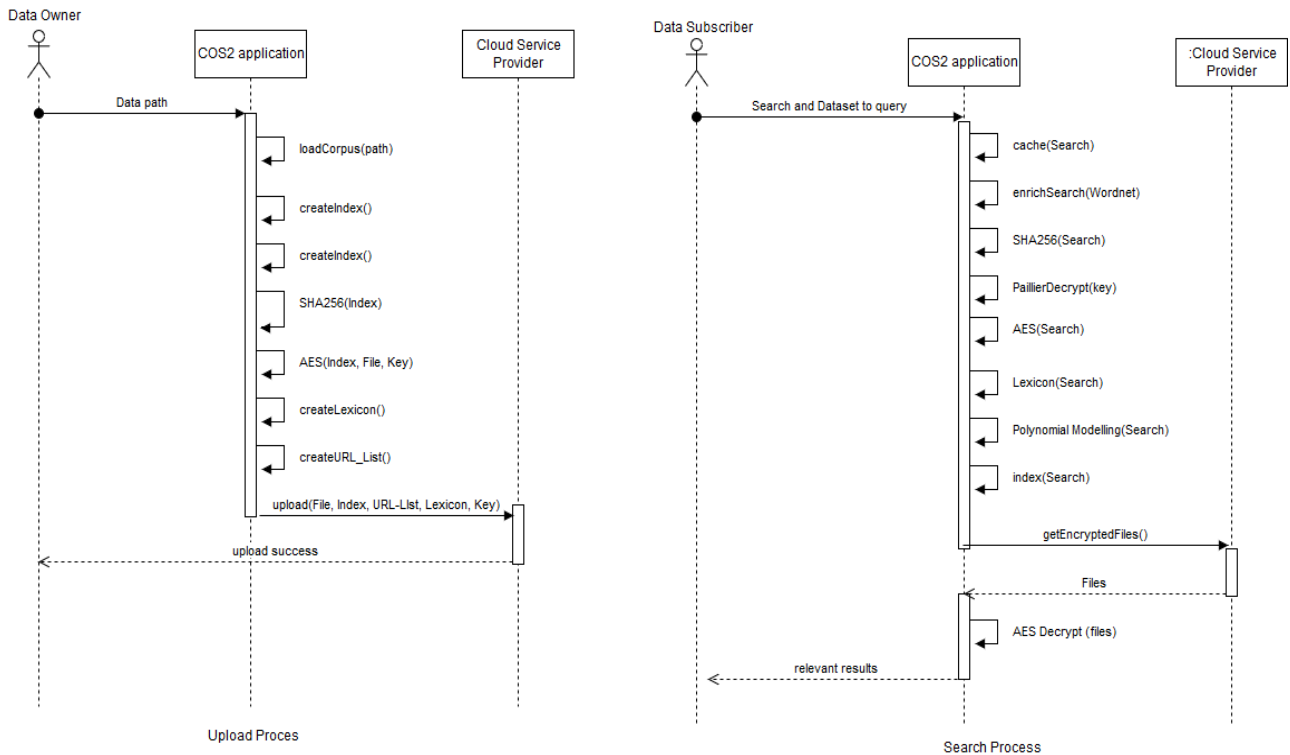 Data Owner
COS2 application
Cloud Service
Provider
Data path
loadCorpus(path)
createIndex()
createIndex()
SHA256(Index)
AES(Index, File, Key)
createLexicon()
createURL_List()
upload(File, Index, URL-LIst, Lexicon, Key)
upload success
Upload Proces
Data Subscriber
COS2 application
:Cloud Service
Provider
Search and Dataset to query
cache(Search)
enrichSearch(Wordnet)
SHA256(Search)
PaillierDecrypt(key)
AES(Search)
Lexicon(Search)
Polynomial Modelling(Search)
index(Search)
getEncryptedFiles()
Files
AES Decrypt (files)
relevant results
Search Process